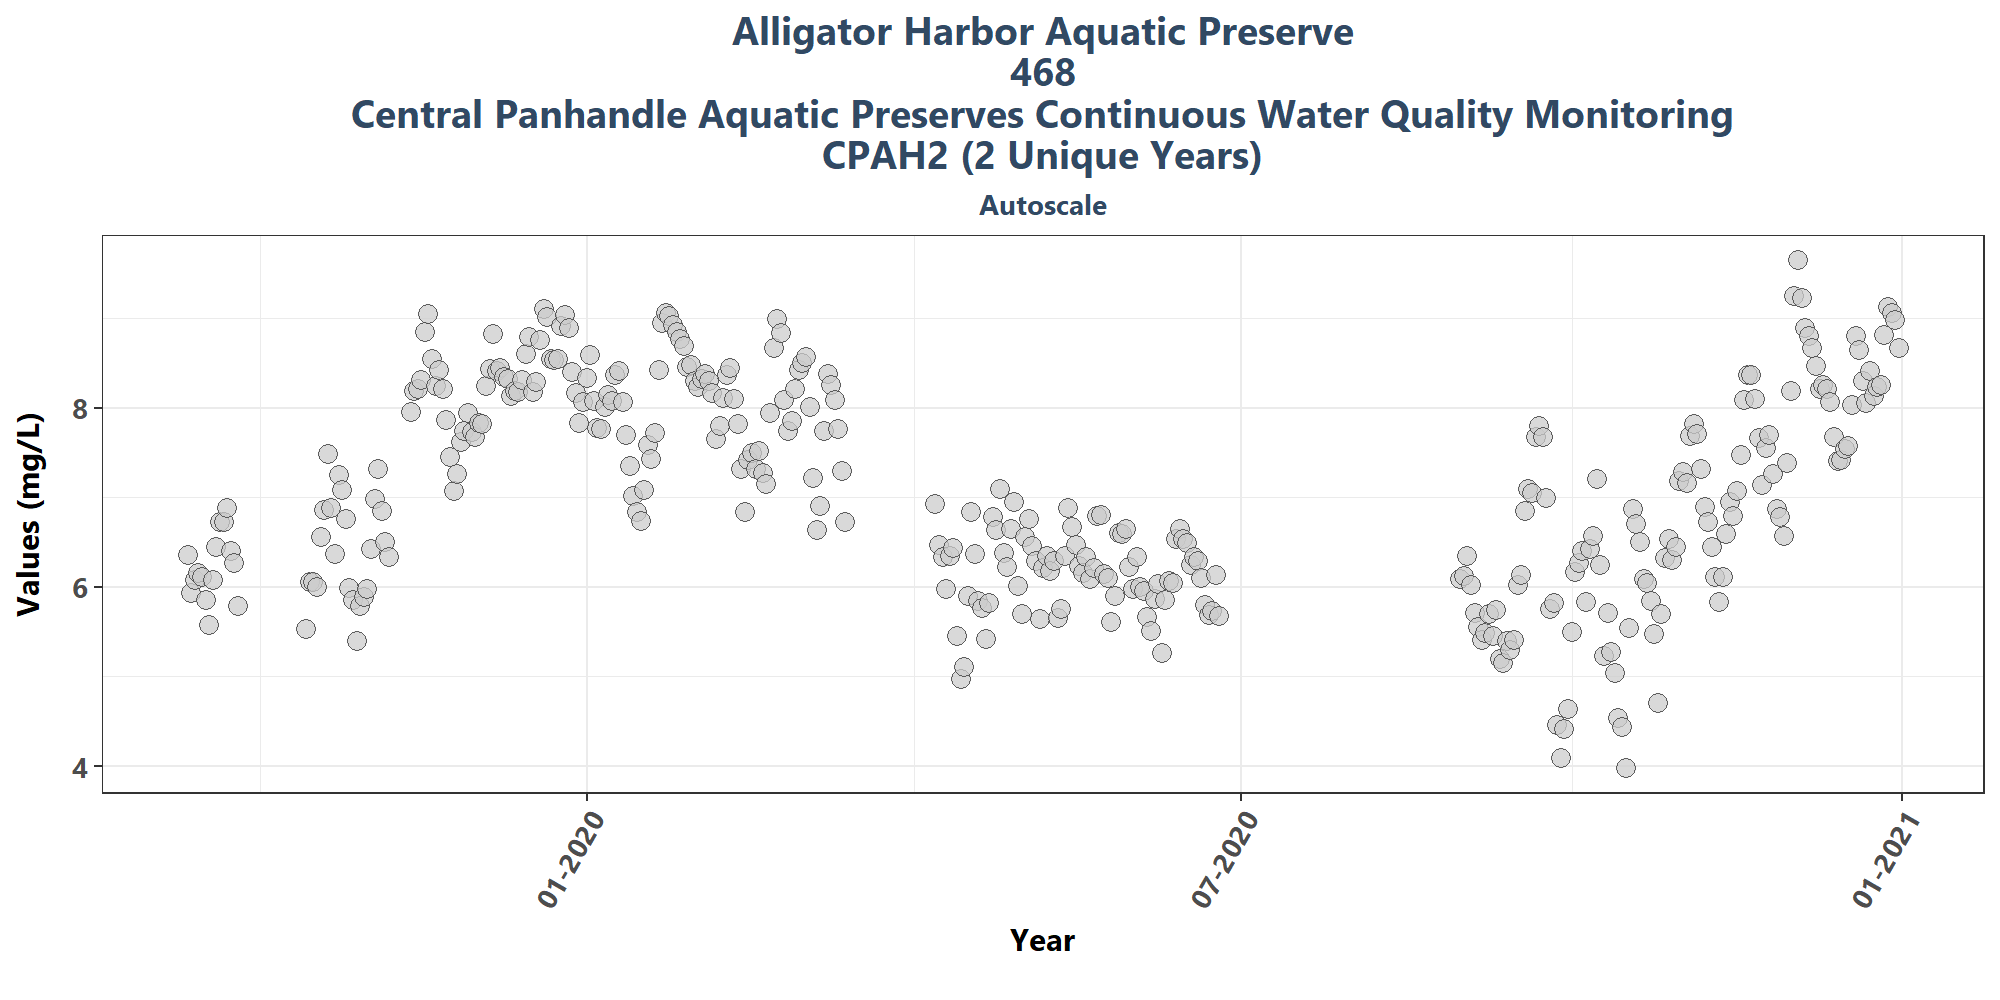 Alligator Harbor Aquatic Preserve
468
Central Panhandle Aquatic Preserves Continuous Water Quality Monitoring
CPAH2 (2 Unique Years)
Autoscale
Values (mg/L)
8
6
4
01-2020
07-2020
01-2021
Year